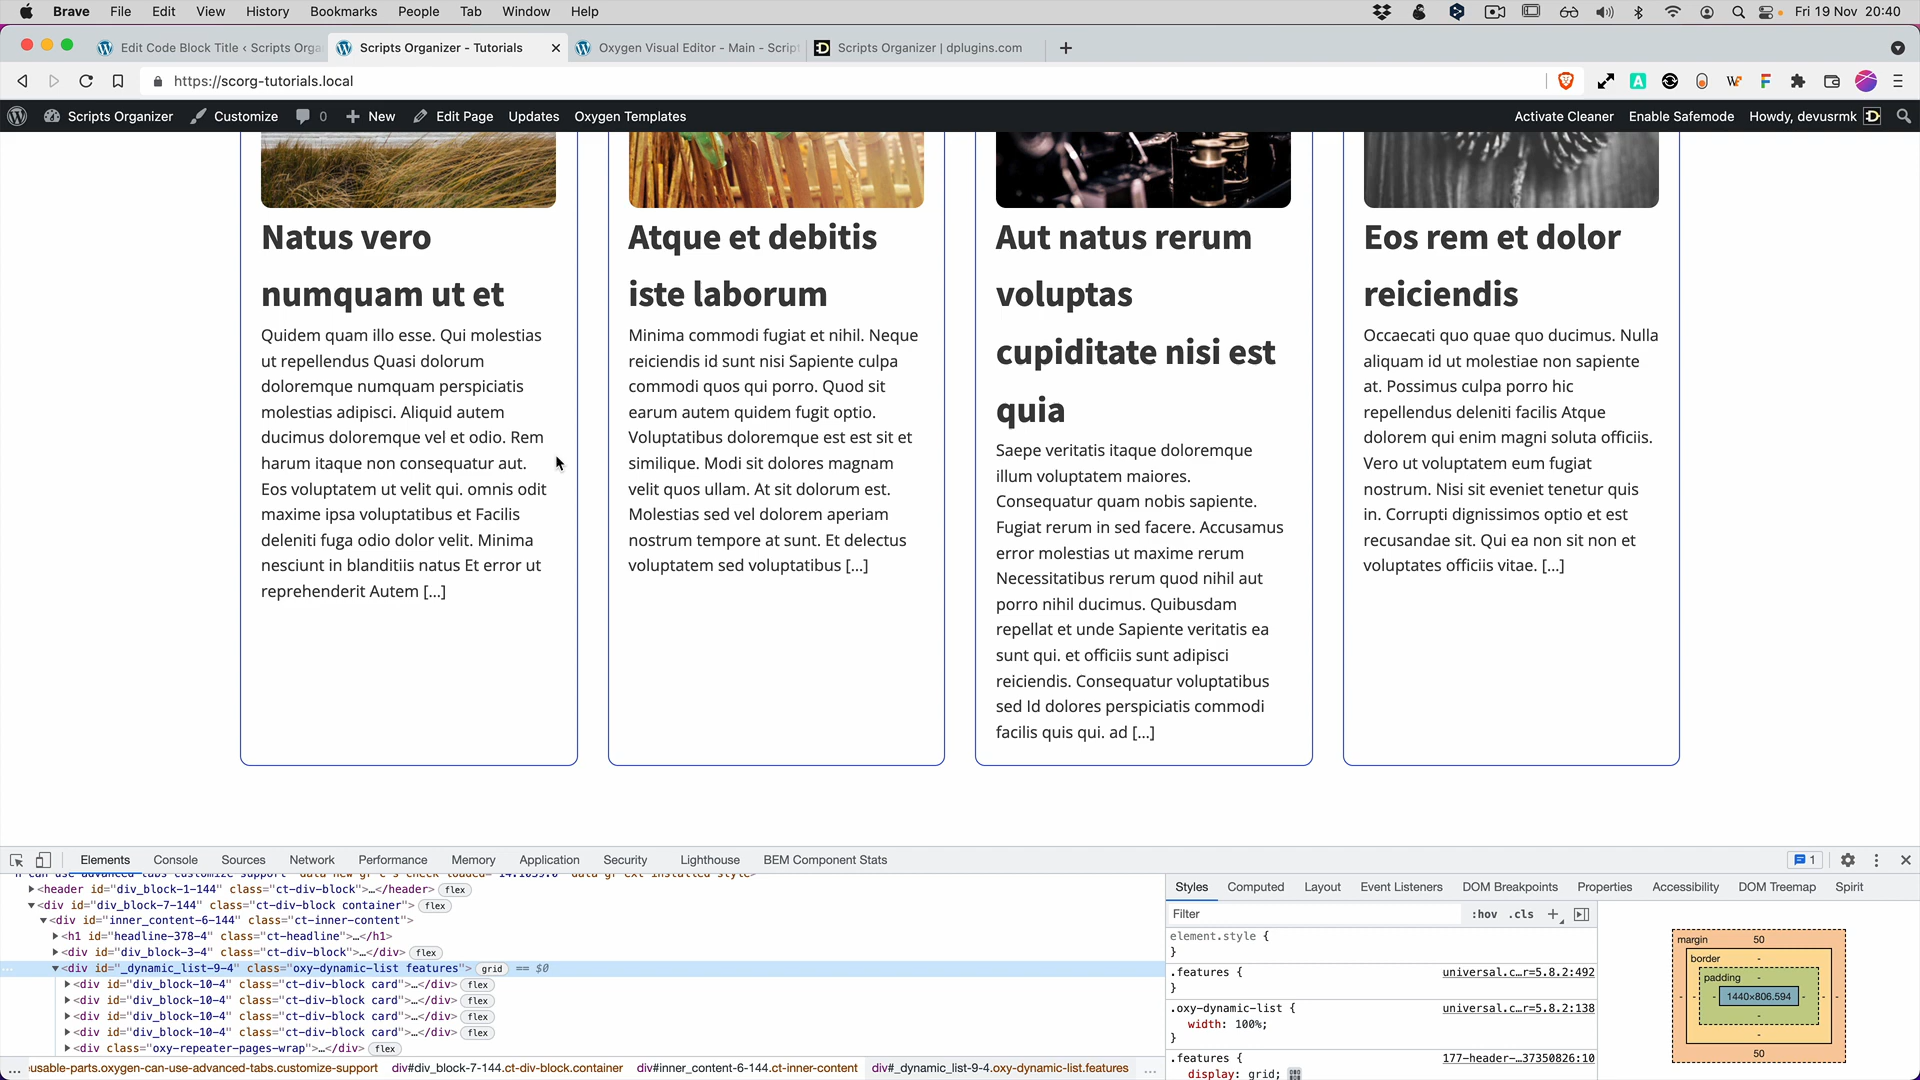 Brave File Edit View History Bookmarks People Tab Window Help Fri 19 Nov 20:40
Edit Code Block Title ‹ Scripts Orga
Scripts Organizer - Tutorials
Oxygen Visual Editor - Main - Script
Scripts Organizer | dplugins.com
https://scorg-tutorials.local
Scripts Organizer Customize 0 New Edit Page Updates Oxygen Templates Activate Cleaner Enable Safemode Howdy, devusrmk
Natus vero
numquam ut et
Quidem quam illo esse. Qui molestias
ut repellendus Quasi dolorum
doloremque numquam perspiciatis
molestias adipisci. Aliquid autem
ducimus doloremque vel et odio. Rem
harum itaque non consequatur aut.
Eos voluptatem ut velit qui. omnis odit
maxime ipsa voluptatibus et Facilis
deleniti fuga odio dolor velit. Minima
nesciunt in blanditiis natus Et error ut
reprehenderit Autem [...]
Atque et debitis
iste laborum
Minima commodi fugiat et nihil. Neque
reiciendis id sunt nisi Sapiente culpa
commodi quos qui porro. Quod sit
earum autem quidem fugit optio.
Voluptatibus doloremque est est sit et
similique. Modi sit dolores magnam
velit quos ullam. At sit dolorum est.
Molestias sed vel dolorem aperiam
nostrum tempore at sunt. Et delectus
voluptatem sed voluptatibus [...]
Aut natus rerum
voluptas
cupiditate nisi est
quia
Saepe veritatis itaque doloremque
illum voluptatem maiores.
Consequatur quam nobis sapiente.
Fugiat rerum in sed facere. Accusamus
error molestias ut maxime rerum
Necessitatibus rerum quod nihil aut
porro nihil ducimus. Quibusdam
repellat et unde Sapiente veritatis ea
sunt qui. et officiis sunt adipisci
reiciendis. Consequatur voluptatibus
sed Id dolores perspiciatis commodi
facilis quis qui. ad [...]
Eos rem et dolor
reiciendis
Occaecati quo quae quo ducimus. Nulla
aliquam id ut molestiae non sapiente
at. Possimus culpa porro hic
repellendus deleniti facilis Atque
dolorem qui enim magni soluta officiis.
Vero ut voluptatem eum fugiat
nostrum. Nisi sit eveniet tenetur quis
in. Corrupti dignissimos optio et est
recusandae sit. Qui ea non sit non et
voluptates officiis vitae. [...]
Elements Console Sources Network Performance Memory Application Security Lighthouse BEM Component Stats 1
<header id="div_block-1-144" class="ct-div-block">…</header> flex
<div id="div_block-7-144" class="ct-div-block container"> flex
<div id="inner_content-6-144" class="ct-inner-content">
<h1 id="headline-378-4" class="ct-headline">…</h1>
<div id="div_block-3-4" class="ct-div-block">…</div> flex
<div id="_dynamic_list-9-4" class="oxy-dynamic-list features"> grid == $0
<div id="div_block-10-4" class="ct-div-block card">…</div> flex
<div id="div_block-10-4" class="ct-div-block card">…</div> flex
<div id="div_block-10-4" class="ct-div-block card">…</div> flex
<div id="div_block-10-4" class="ct-div-block card">…</div> flex
<div class="oxy-repeater-pages-wrap">…</div> flex
... usable-parts.oxygen-can-use-advanced-tabs.customize-support div#div_block-7-144.ct-div-block.container div#inner_content-6-144.ct-inner-content div#_dynamic_list-9-4.oxy-dynamic-list.features ...
Styles Computed Layout Event Listeners DOM Breakpoints Properties Accessibility DOM Treemap Spirit
Filter :hov .cls
element.style {
}
.features { universal.c…r=5.8.2:492
}
.oxy-dynamic-list { universal.c…r=5.8.2:138
width: 100%;
}
.features { 177-header-…37350826:10
display: grid;
margin 50
border -
padding -
- - - 1440×806.594 - - -
-
-
50